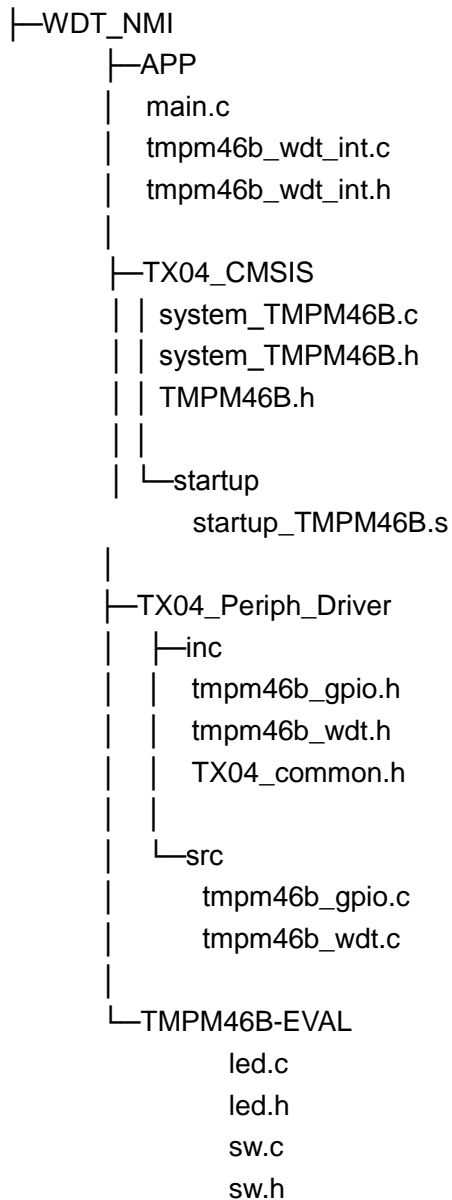 ├─WDT_NMI
├─APP
│ main.c
│ tmpm46b_wdt_int.c
│ tmpm46b_wdt_int.h
│
├─TX04_CMSIS
│ │ system_TMPM46B.c
│ │ system_TMPM46B.h
│ │ TMPM46B.h
│ │
│ └─startup
startup_TMPM46B.s
│
├─TX04_Periph_Driver
│ ├─inc
│ │ tmpm46b_gpio.h
│ │ tmpm46b_wdt.h
│ │ TX04_common.h
│ │
│ └─src
│ tmpm46b_gpio.c
│ tmpm46b_wdt.c
│
└─TMPM46B-EVAL
led.c
led.h
sw.c
sw.h